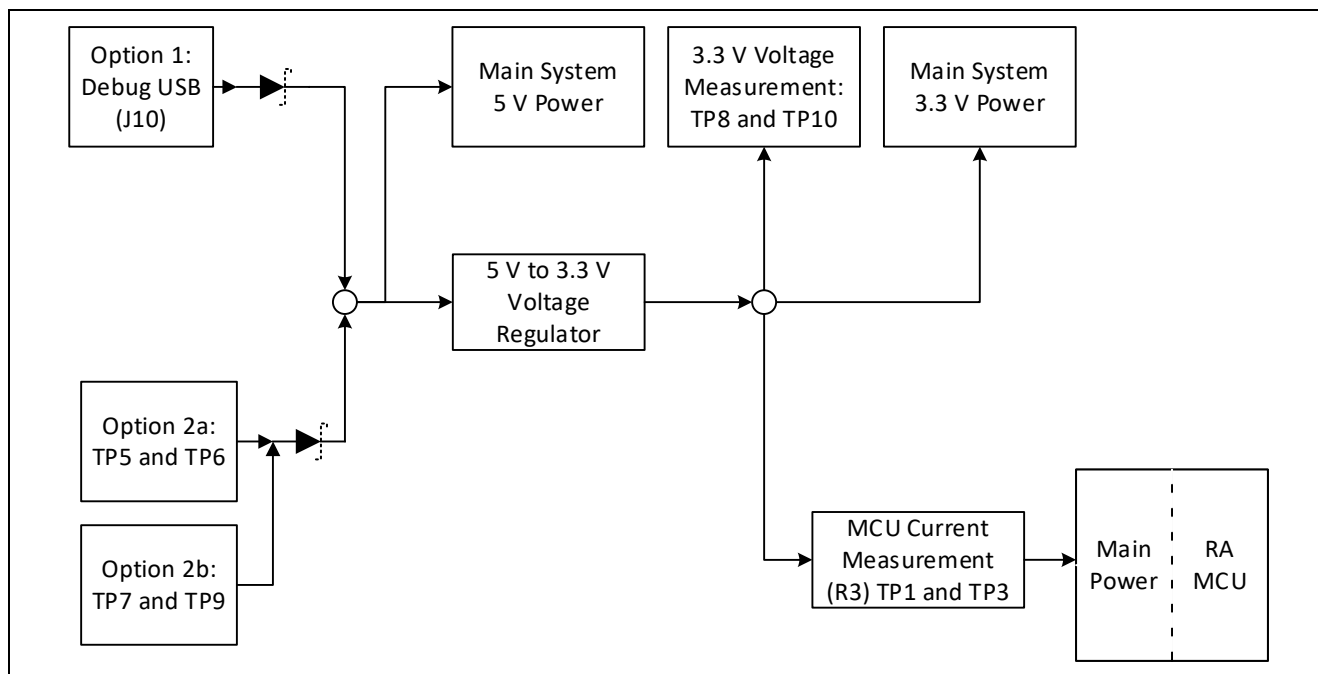 Option 1:
Debug USB
(J10)
Main System
5 V Power
3.3 V Voltage
Measurement:
TP8 and TP10
Main System
3.3 V Power
5 V to 3.3 V
Voltage
Regulator
Option 2a:
TP5 and TP6
Option 2b:
TP7 and TP9
MCU Current
Measurement
(R3) TP1 and TP3
Main
Power
RA
MCU